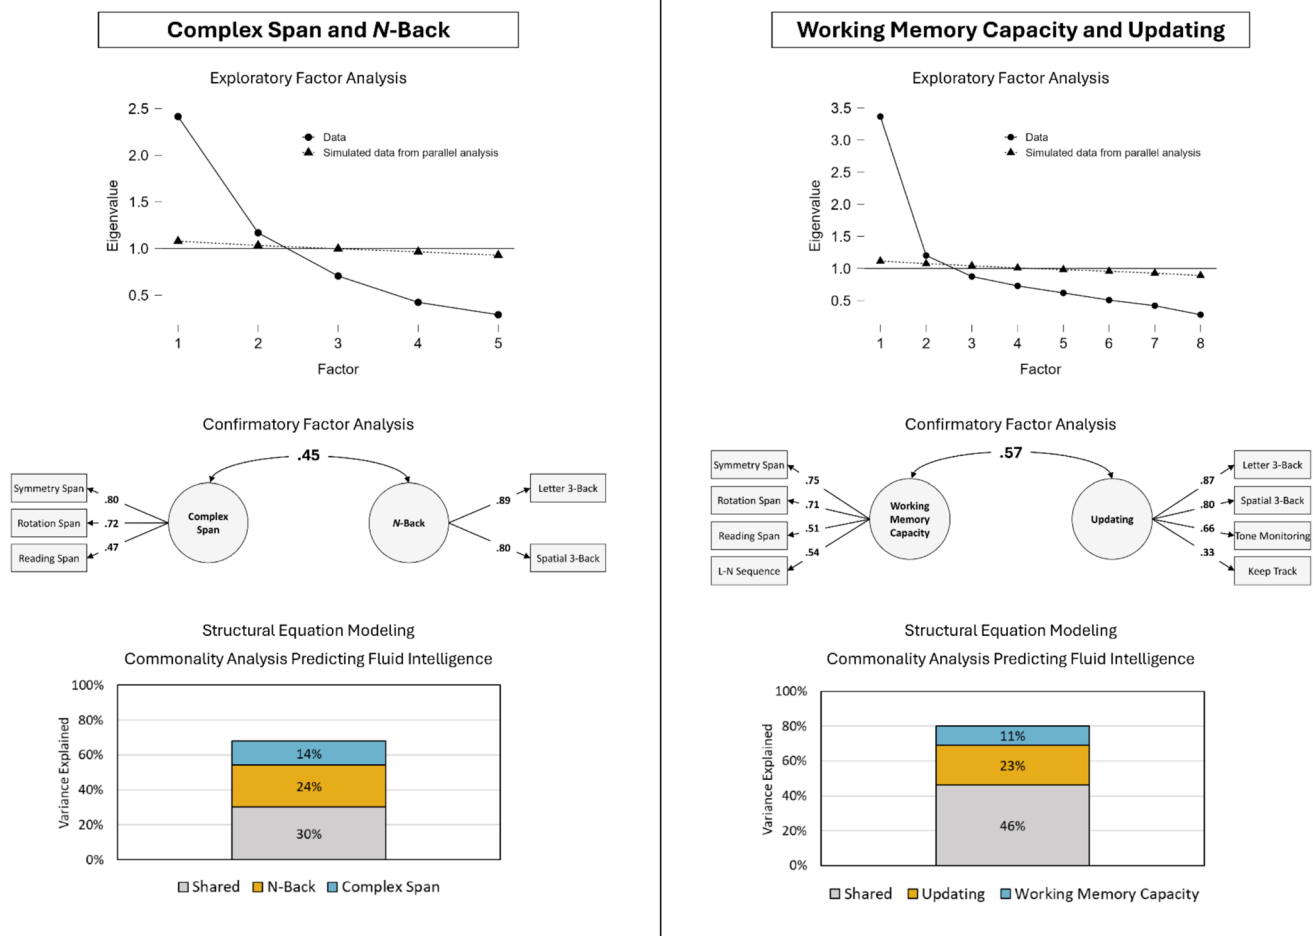 Complex Span and N-Back
Exploratory Factor Analysis
2.5
2.0
1.5
1.0
0.5
Eigenvalue
Data
Simulated data from parallel analysis
1 2 3 4 5
Factor
Confirmatory Factor Analysis
.45
Symmetry Span
Rotation Span
Reading Span
.80
.72
.47
Complex
Span
N-Back
.89
.80
Letter 3-Back
Spatial 3-Back
Structural Equation Modeling
Commonality Analysis Predicting Fluid Intelligence
100%
80%
60%
40%
20%
0%
Variance Explained
14%
24%
30%
Shared N-Back Complex Span
Working Memory Capacity and Updating
Exploratory Factor Analysis
3.5
3.0
2.5
2.0
1.5
1.0
0.5
Eigenvalue
Data
Simulated data from parallel analysis
1 2 3 4 5 6 7 8
Factor
Confirmatory Factor Analysis
.57
Symmetry Span
Rotation Span
Reading Span
L-N Sequence
.75
.71
.51
.54
Working
Memory
Capacity
Updating
.87
.80
.66
.33
Letter 3-Back
Spatial 3-Back
Tone Monitoring
Keep Track
Structural Equation Modeling
Commonality Analysis Predicting Fluid Intelligence
100%
80%
60%
40%
20%
0%
Variance Explained
11%
23%
46%
Shared Updating Working Memory Capacity